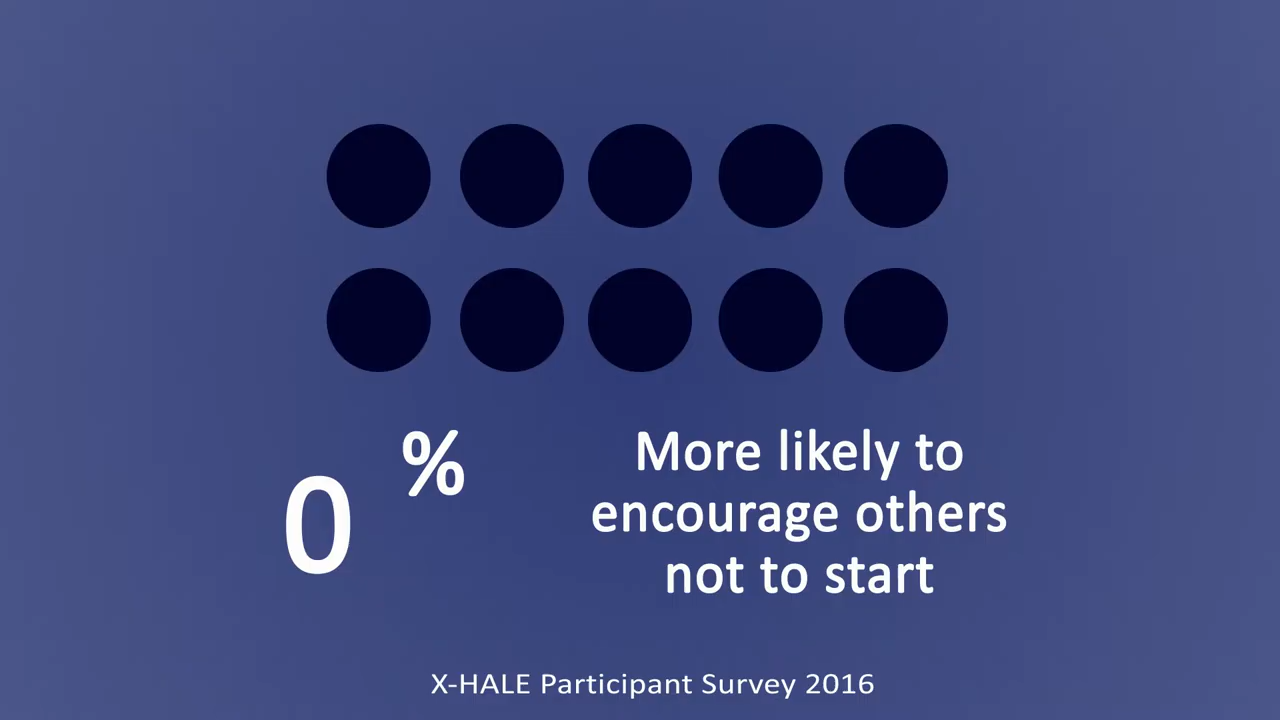 0 %
More likely to
encourage others
not to start
X-HALE Participant Survey 2016